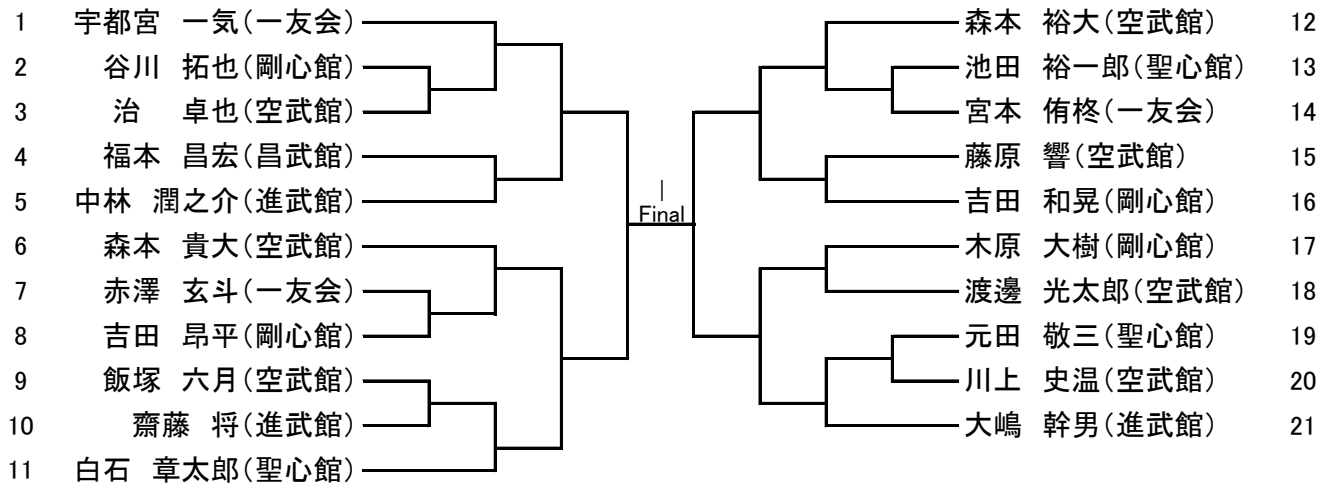 1 宇都宮 一気(一友会)
2 谷川 拓也(剛心館)
3 治 卓也(空武館)
4 福本 昌宏(昌武館)
5 中林 潤之介(進武館)
6 森本 貴大(空武館)
7 赤澤 玄斗(一友会)
8 吉田 昂平(剛心館)
9 飯塚 六月(空武館)
10 齋藤 将(進武館)
11 白石 章太郎(聖心館)
Final
森本 裕大(空武館) 12
池田 裕一郎(聖心館) 13
宮本 侑柊(一友会) 14
藤原 響(空武館) 15
吉田 和晃(剛心館) 16
木原 大樹(剛心館) 17
渡邊 光太郎(空武館) 18
元田 敬三(聖心館) 19
川上 史温(空武館) 20
大嶋 幹男(進武館) 21